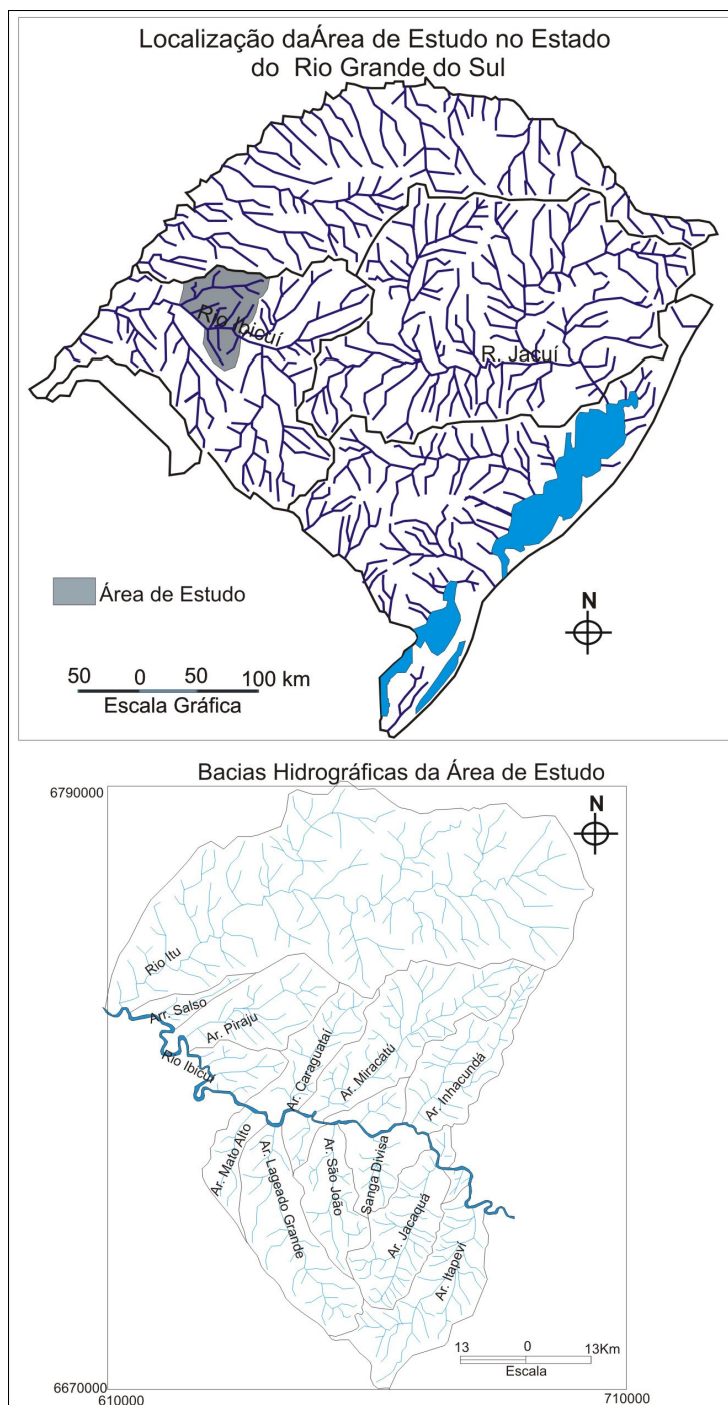 Localização daÁrea de Estudo no Estado
do Rio Grande do Sul
Río Ibicuí
R. Jacuí
Área de Estudo
N
50 0 50 100 km
Escala Gráfica
Bacias Hidrográficas da Área de Estudo
6790000
N
Rio Itu
Arr. Salso
Ar. Piraju
Rio Ibicuí
Ar. Caraguataí
Ar. Miracatú
Ar. Inhacundá
Ar. Mato Alto
Ar. Lageado Grande
Ar. São João
Sanga Divisa
Ar. Jacaquá
Ar. Itapeví
13 0 13Km
Escala
6670000
610000
710000